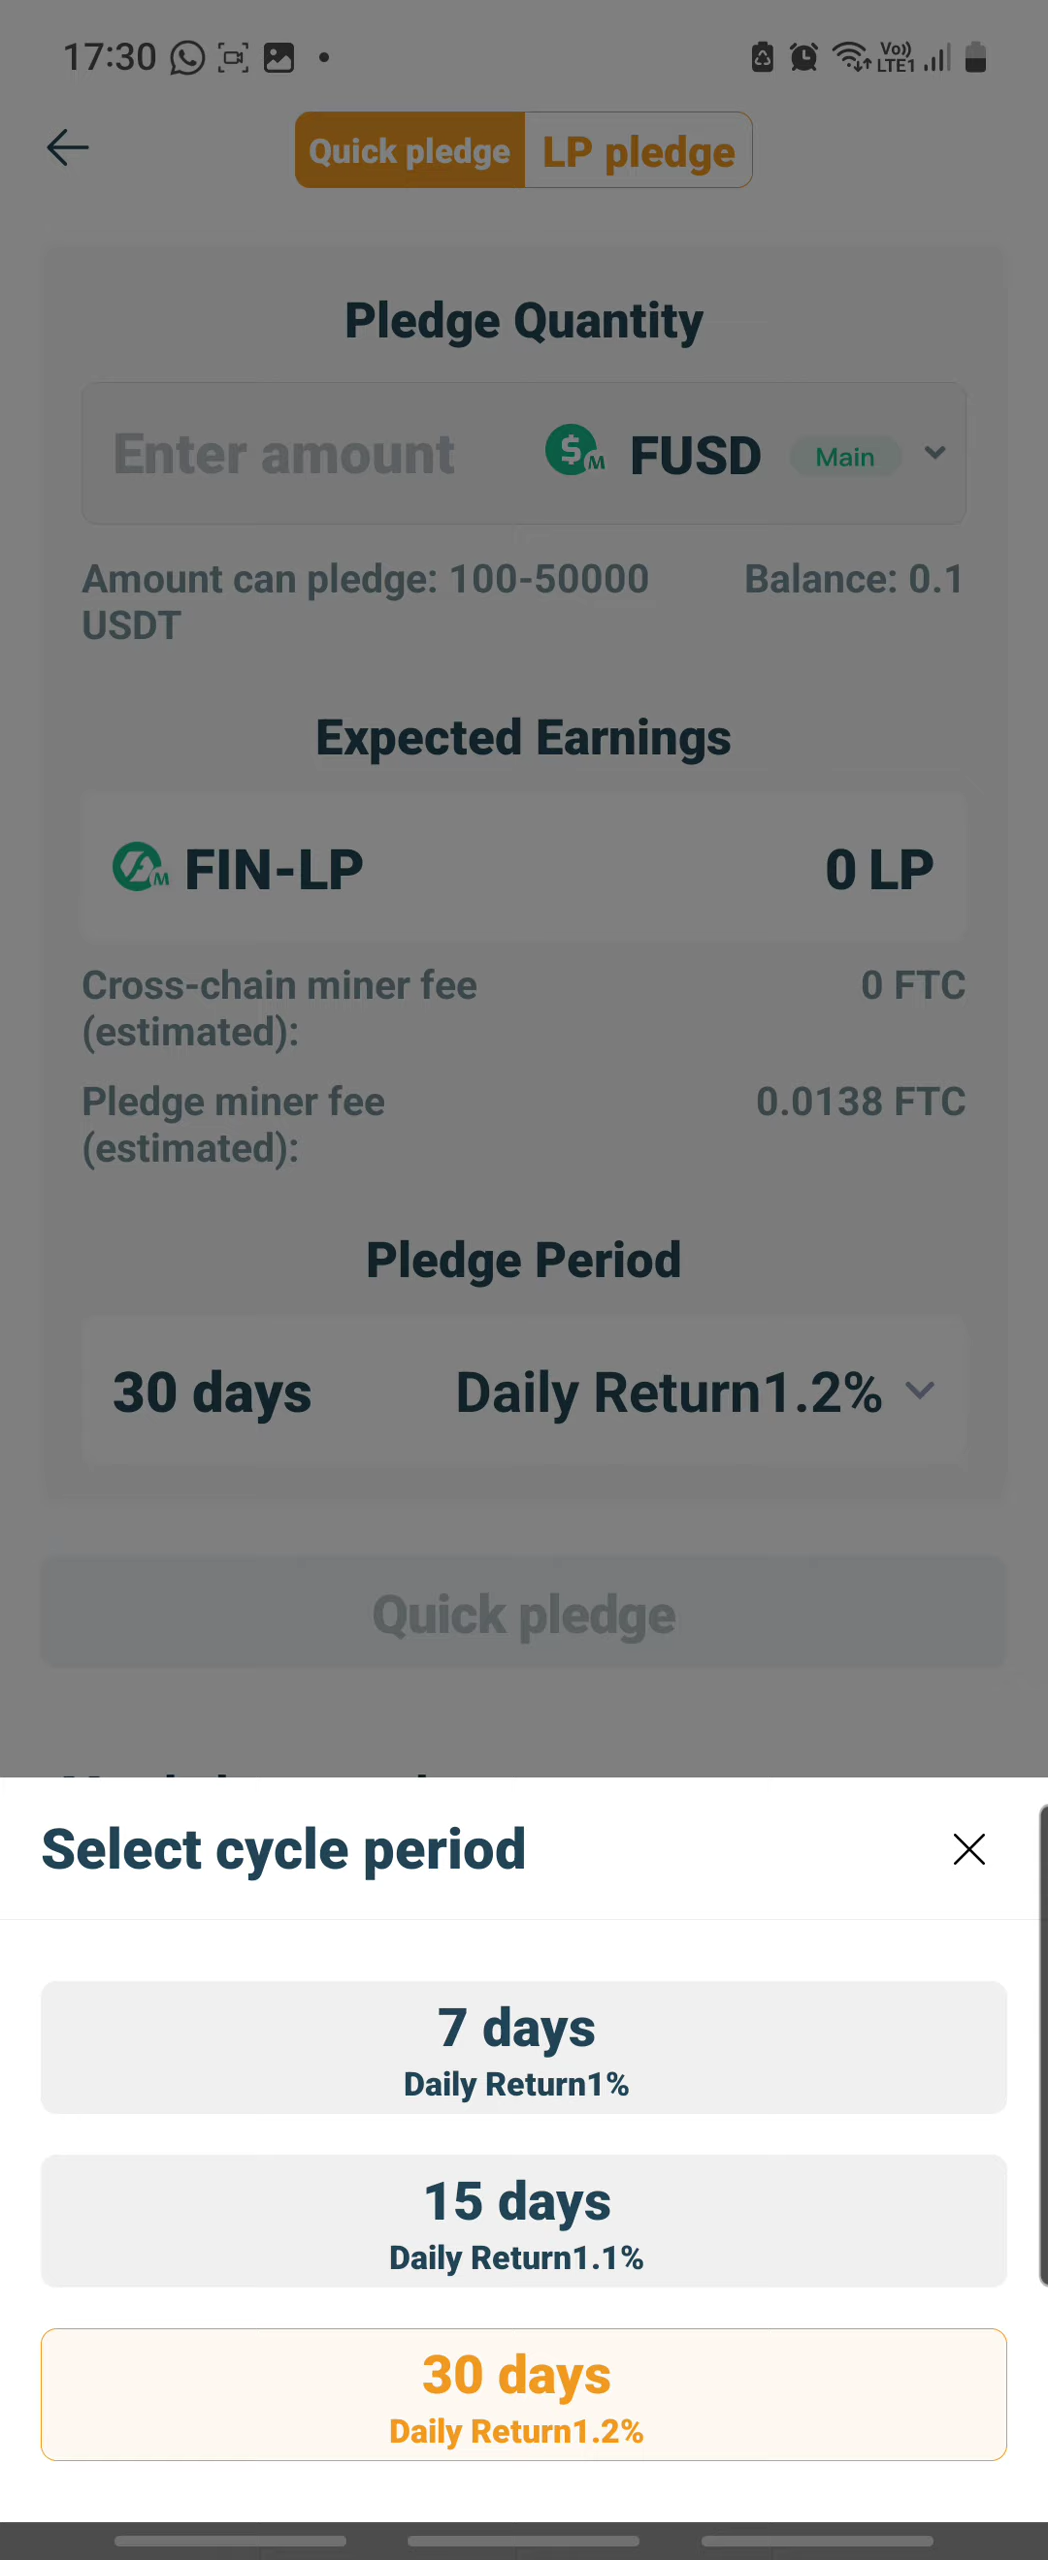 17:30
Vo))
LTE1
Quick pledge
LP pledge
Pledge Quantity
Enter amount
$
M
FUSD
Main
Amount can pledge: 100-50000
USDT
Balance: 0.1
Expected Earnings
M
FIN-LP
0 LP
Cross-chain miner fee
(estimated):
0 FTC
Pledge miner fee
(estimated):
0.0138 FTC
Pledge Period
30 days
Daily Return1.2%
Quick pledge
Select cycle period
7 days
Daily Return1%
15 days
Daily Return1.1%
30 days
Daily Return1.2%